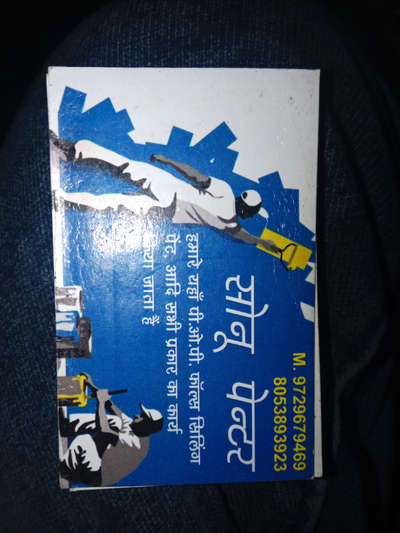 M. 9729679469
8053893923
सोनू पेन्टर
हमारे यहाँ पी.ओ.पी. फॉल्स सिलिंग
पेंट, आदि सभी प्रकार का कार्य
किया जाता हैं